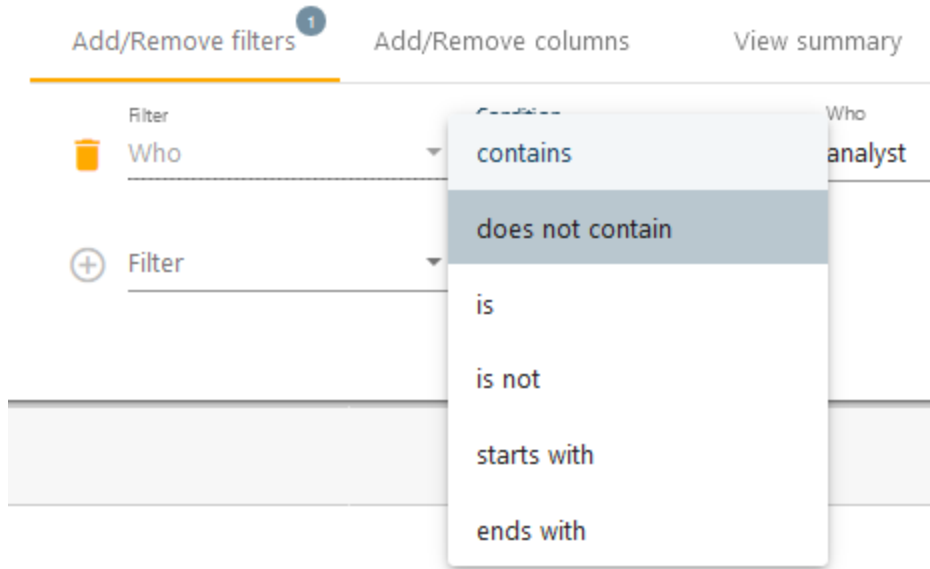 Add/Remove filters 1 Add/Remove columns View summary
Filter Condition Who
Who contains analyst
does not contain
Filter
is
is not
starts with
ends with